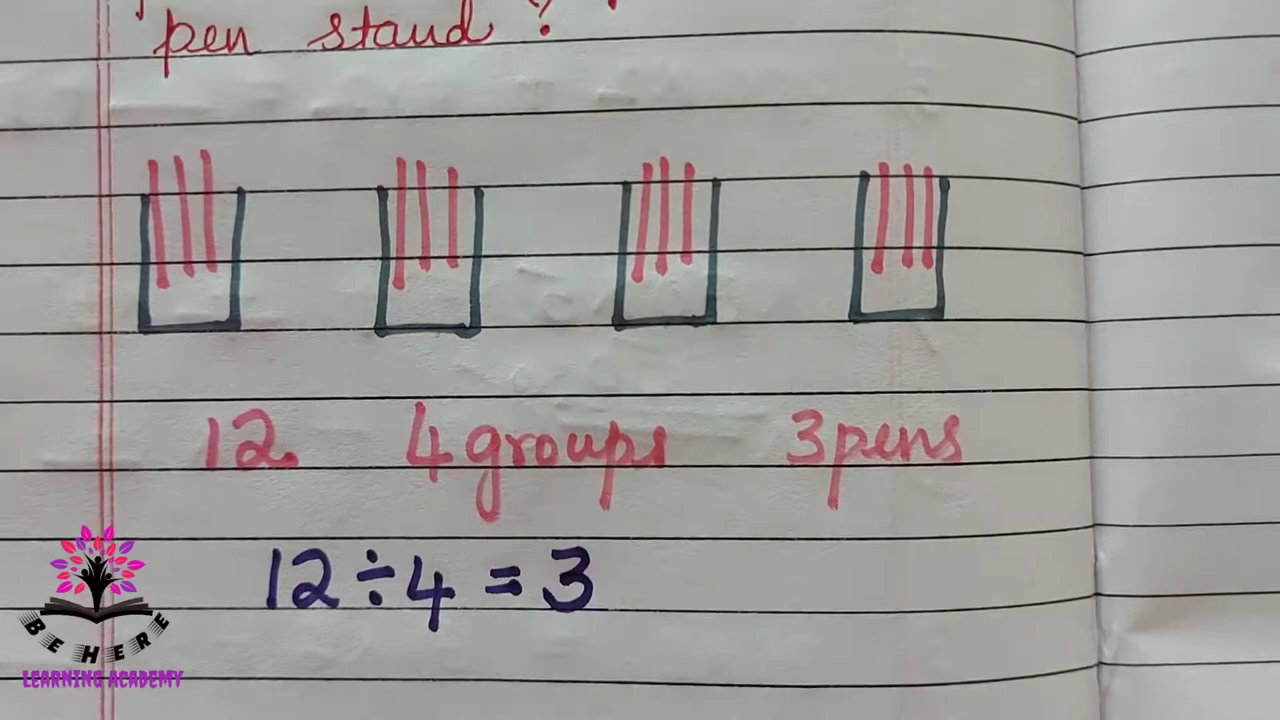 pen stand ?
12 4 groups 3 pens
12 ÷ 4 = 3
BE HERE
LEARNING ACADEMY